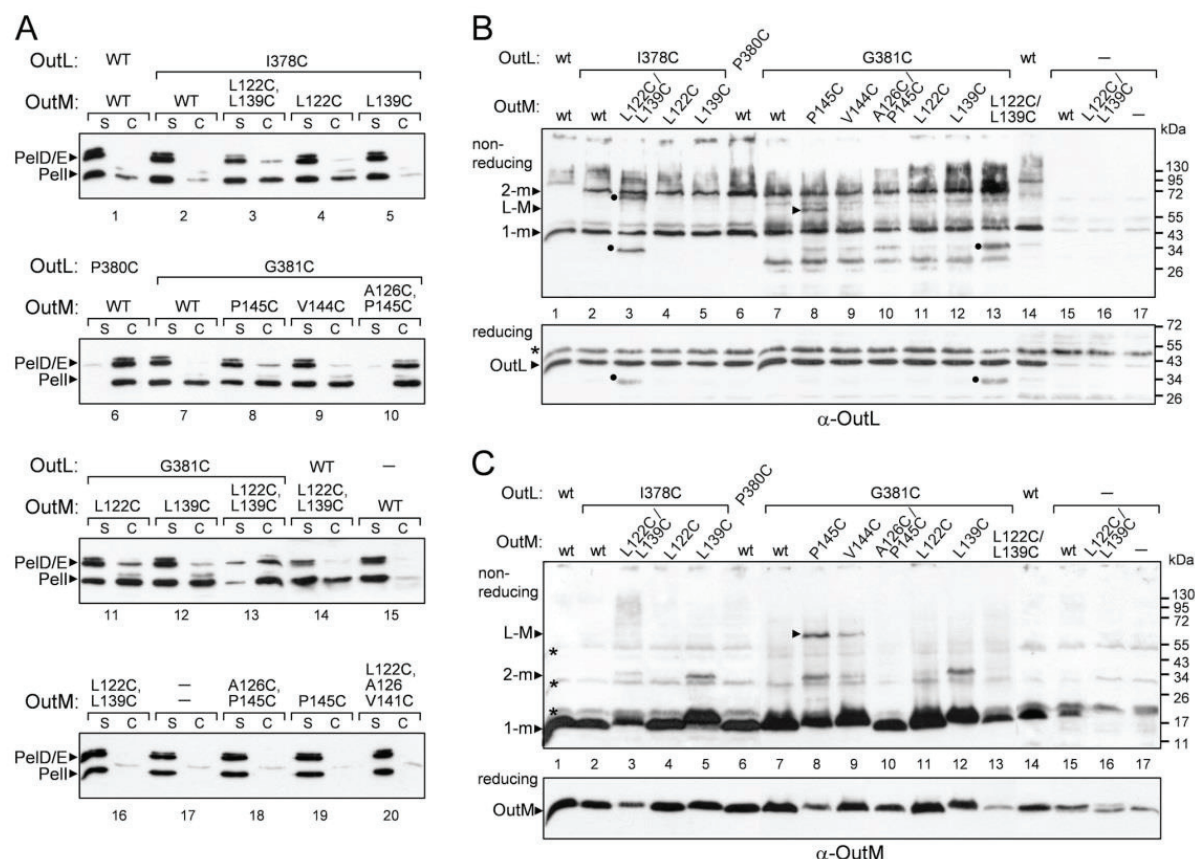 A
OutL: WT I378C
OutM: WT WT L122C, L139C L122C L139C
S C S C S C S C S C
PelD/E
PelI
1 2 3 4 5
OutL: P380C G381C
OutM: WT WT P145C V144C A126C, P145C
S C S C S C S C S C
PelD/E
PelI
6 7 8 9 10
OutL: G381C WT –
OutM: L122C L139C L122C, L139C L122C, L139C WT
S C S C S C S C S C
PelD/E
PelI
11 12 13 14 15
OutM: L122C, L139C – – A126C, P145C P145C L122C, A126 V141C
S C S C S C S C S C
PelD/E
PelI
16 17 18 19 20
B
OutL: wt I378C P380C G381C wt –
OutM: wt wt L122C/ L139C L122C L139C wt wt P145C V144C A126C/ P145C L122C L139C L122C/ L139C wt L122C/ L139C –
kDa
non-
reducing
2-m
L-M
1-m
130
95
72
55
43
34
26
1 2 3 4 5 6 7 8 9 10 11 12 13 14 15 16 17
reducing
*
OutL
72
55
43
34
26
α-OutL
C
OutL: wt I378C P380C G381C wt –
OutM: wt wt L122C/ L139C L122C L139C wt wt P145C V144C A126C/ P145C L122C L139C L122C/ L139C wt L122C/ L139C –
kDa
non-
reducing
L-M
*
2-m
*
*
1-m
130
95
72
55
43
34
26
17
11
1 2 3 4 5 6 7 8 9 10 11 12 13 14 15 16 17
reducing
OutM
α-OutM